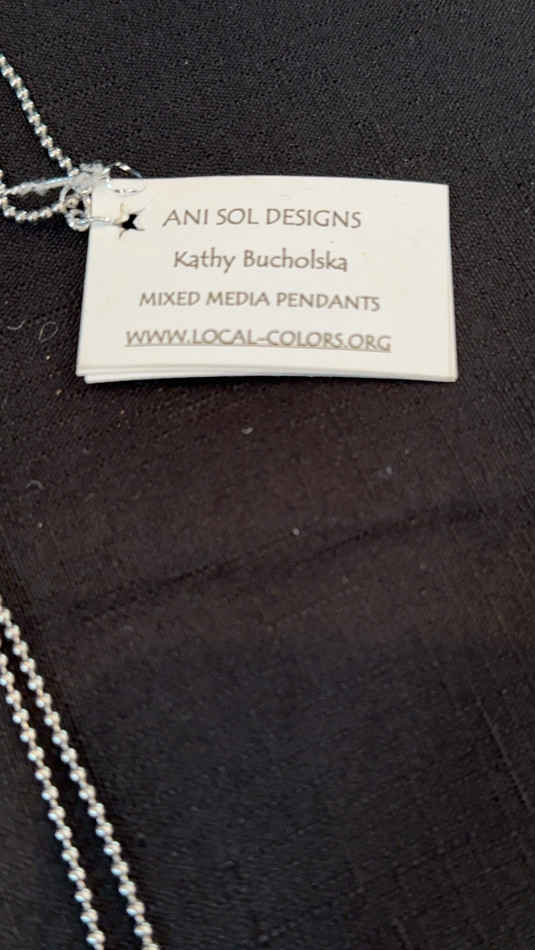 ANI SOL DESIGNS
Kathy Bucholska
MIXED MEDIA PENDANTS
WWW.LOCAL-COLORS.ORG